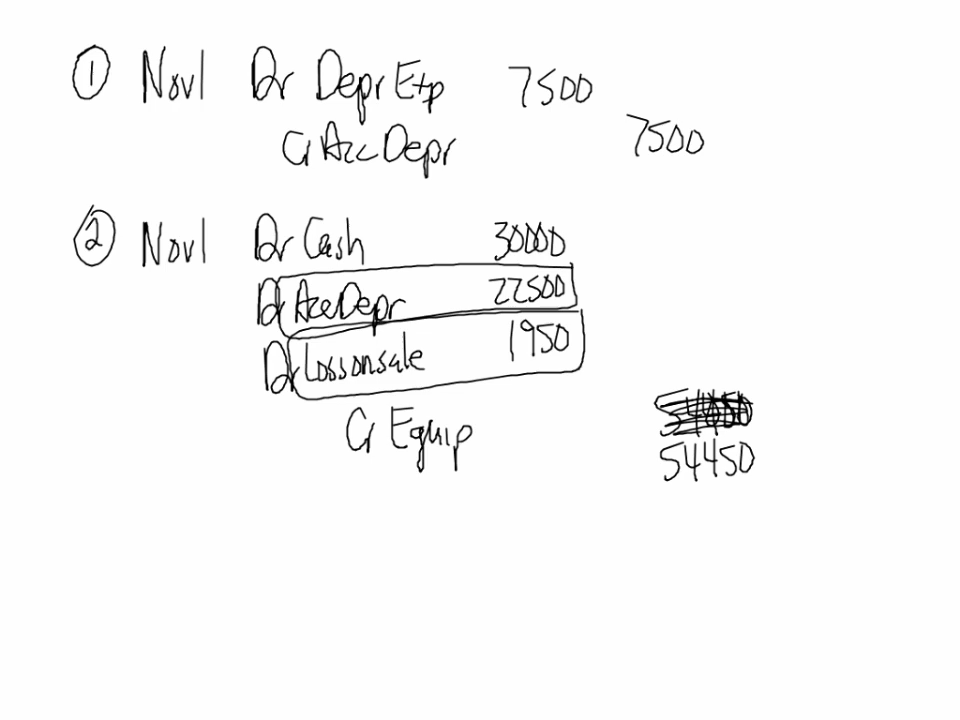 ① Nov1 Dr Depr Exp 7500
Cr Acc Depr 7500
② Nov1 Dr Cash 30000
Dr Acc Depr 22500
Dr Loss on sale 1950
Cr Equip
54450